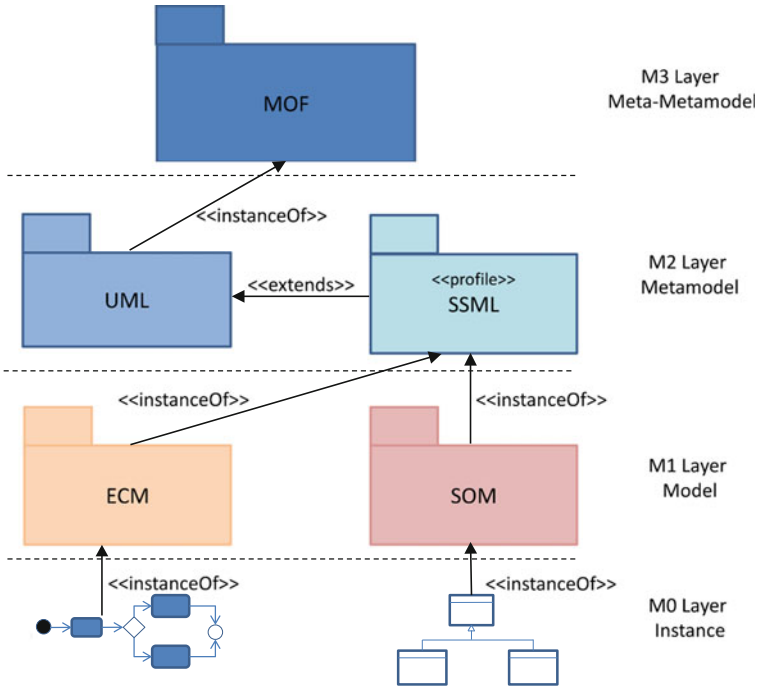 MOF
M3 Layer
Meta-Metamodel
<<instanceOf>>
UML
<<extends>>
<<profile>>
SSML
M2 Layer
Metamodel
<<instanceOf>>
<<instanceOf>>
ECM
SOM
M1 Layer
Model
<<instanceOf>>
<<instanceOf>>
M0 Layer
Instance